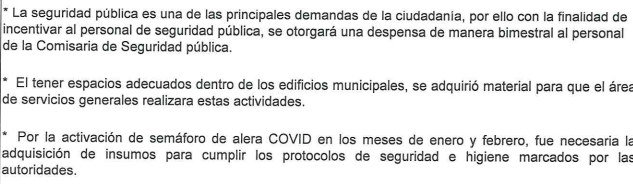 * La seguridad pública es una de las principales demandas de la ciudadanía, por ello con la finalidad de
incentivar al personal de seguridad pública, se otorgará una despensa de manera bimestral al personal
de la Comisaria de Seguridad pública.
* El tener espacios adecuados dentro de los edificios municipales, se adquirió material para que el área
de servicios generales realizara estas actividades.
* Por la activación de semáforo de alera COVID en los meses de enero y febrero, fue necesaria la
adquisición de insumos para cumplir los protocolos de seguridad e higiene marcados por las
autoridades.